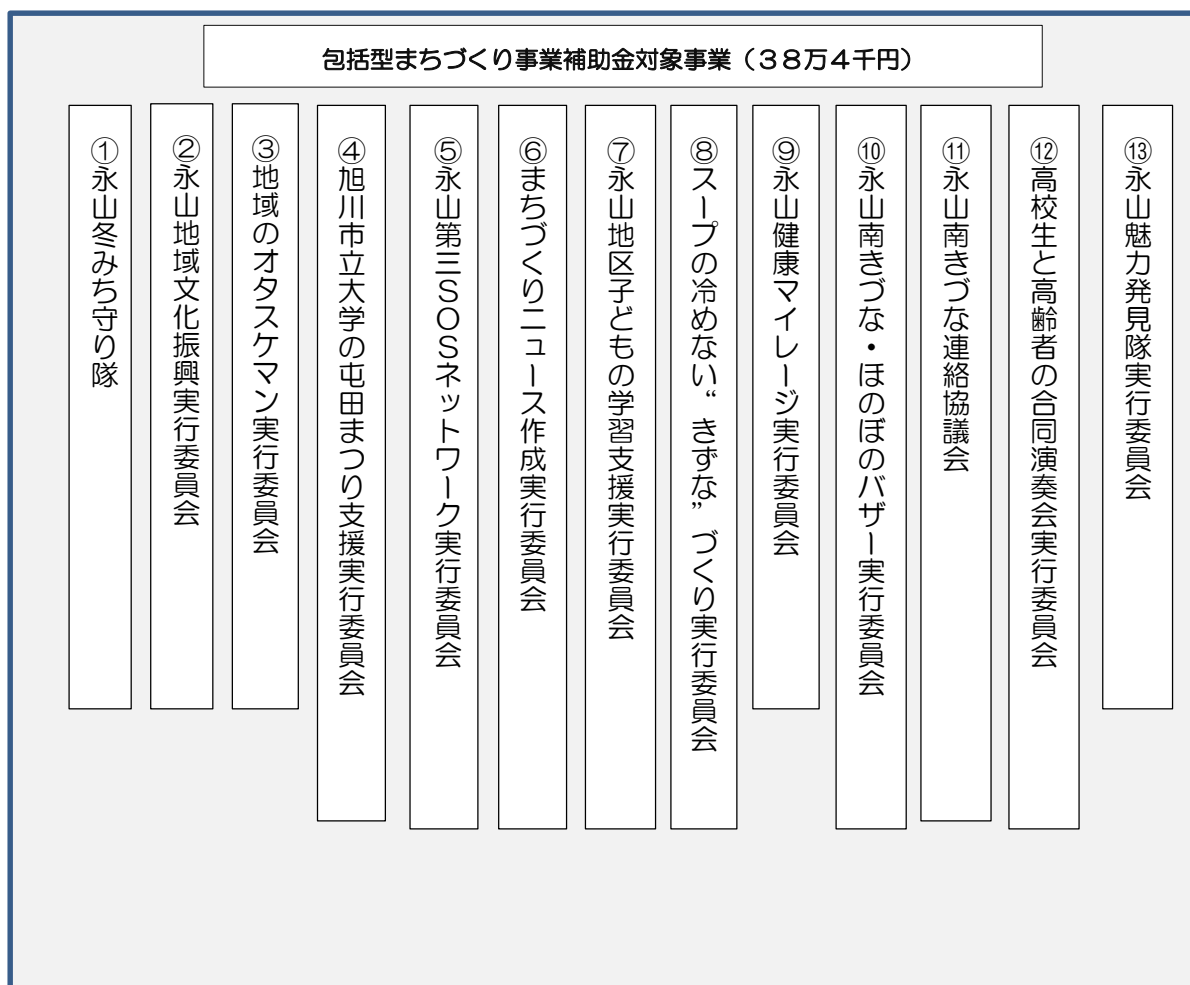 包括型まちづくり事業補助金対象事業（３８万４千円）
①永山冬みち守り隊
②永山地域文化振興実行委員会
③地域のオタスケマン実行委員会
④旭川市立大学の屯田まつり支援実行委員会
⑤永山第三ＳＯＳネットワーク実行委員会
⑥まちづくりニュース作成実行委員会
⑦永山地区子どもの学習支援実行委員会
⑧スープの冷めない“きずな”づくり実行委員会
⑨永山健康マイレージ実行委員会
⑩永山南きづな・ほのぼのバザー実行委員会
⑪永山南きづな連絡協議会
⑫高校生と高齢者の合同演奏会実行委員会
⑬永山魅力発見隊実行委員会